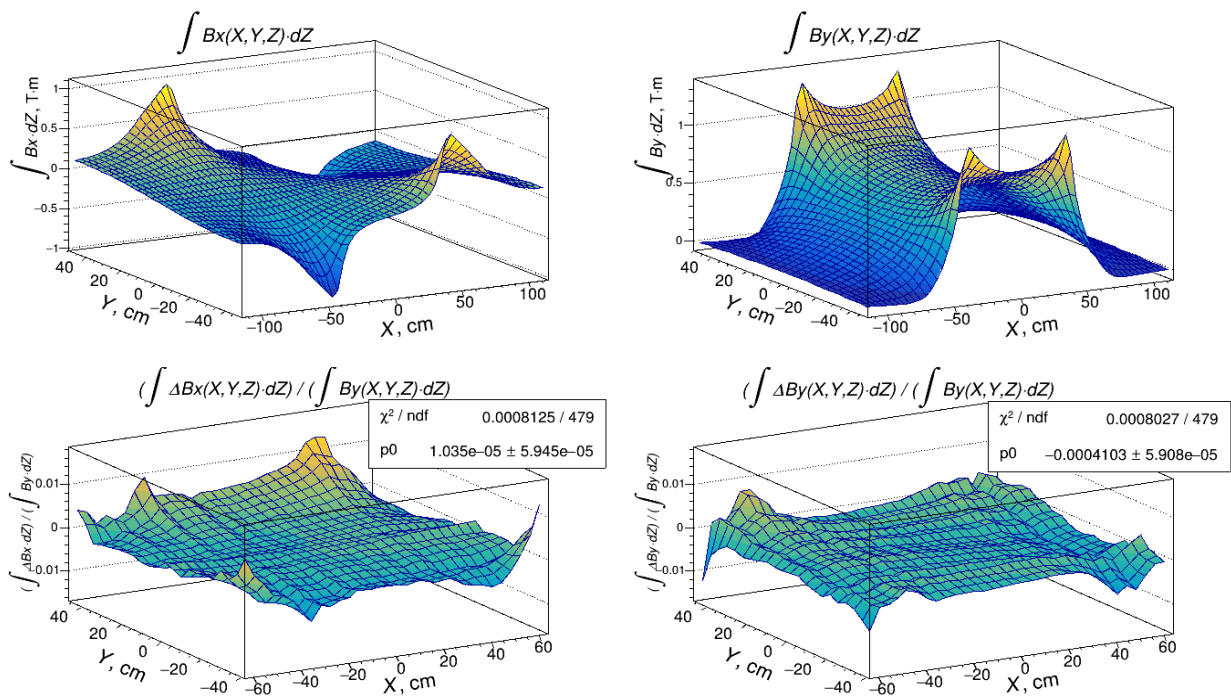 ∫ Bx(X,Y,Z)·dZ
∫ Bx·dZ, T·m
1
0.5
0
−0.5
−1
40
20
0
−20
−40
Y, cm
−100
−50
0
50
100
X, cm
∫ By(X,Y,Z)·dZ
∫ By·dZ, T·m
1
0.5
0
40
20
0
−20
−40
Y, cm
−100
−50
0
50
100
X, cm
(∫ ΔBx(X,Y,Z)·dZ) / (∫ By(X,Y,Z)·dZ)
χ² / ndf 0.0008125 / 479
p0 1.035e−05 ± 5.945e−05
(∫ ΔBx·dZ) / (∫ By·dZ)
0.01
0
−0.01
40
20
0
−20
−40
Y, cm
−60
−40
−20
0
20
40
60
X, cm
(∫ ΔBy(X,Y,Z)·dZ) / (∫ By(X,Y,Z)·dZ)
χ² / ndf 0.0008027 / 479
p0 −0.0004103 ± 5.908e−05
(∫ ΔBy·dZ) / (∫ By·dZ)
0.01
0
−0.01
40
20
0
−20
−40
Y, cm
−60
−40
−20
0
20
40
60
X, cm